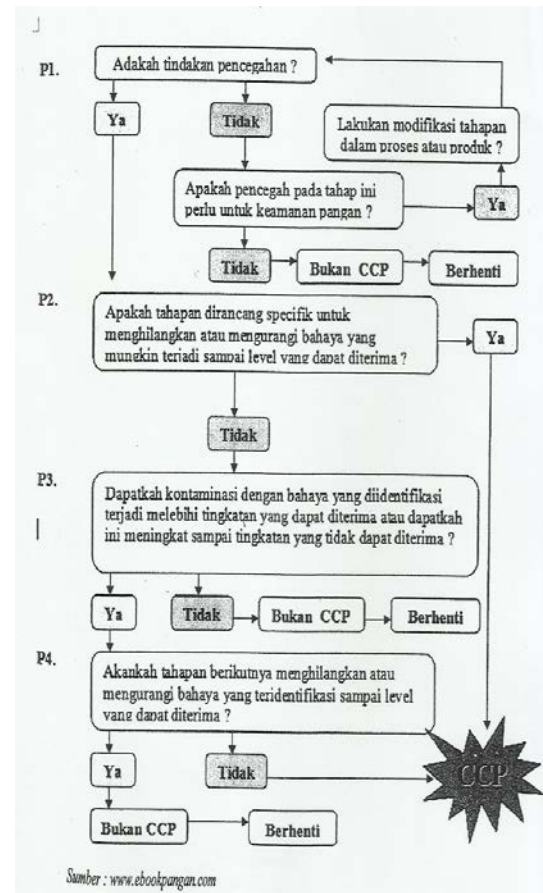 P1.
Adakah tindakan pencegahan ?
Ya
Tidak
Lakukan modifikasi tahapan
dalam proses atau produk ?
Apakah pencegah pada tahap ini
perlu untuk keamanan pangan ?
Ya
Tidak
Bukan CCP
Berhenti
P2.
Apakah tahapan dirancang specifik untuk
menghilangkan atau mengurangi bahaya yang
mungkin terjadi sampai level yang dapat diterima ?
Ya
Tidak
P3.
Dapatkah kontaminasi dengan bahaya yang diidentifikasi
terjadi melebihi tingkatan yang dapat diterima atau dapatkah
ini meningkat sampai tingkatan yang tidak dapat diterima ?
Ya
Tidak
Bukan CCP
Berhenti
P4.
Akankah tahapan berikutnya menghilangkan atau
mengurangi bahaya yang teridentifikasi sampai level
yang dapat diterima ?
Ya
Tidak
CCP
Bukan CCP
Berhenti
Sumber : www.ebookpangan.com